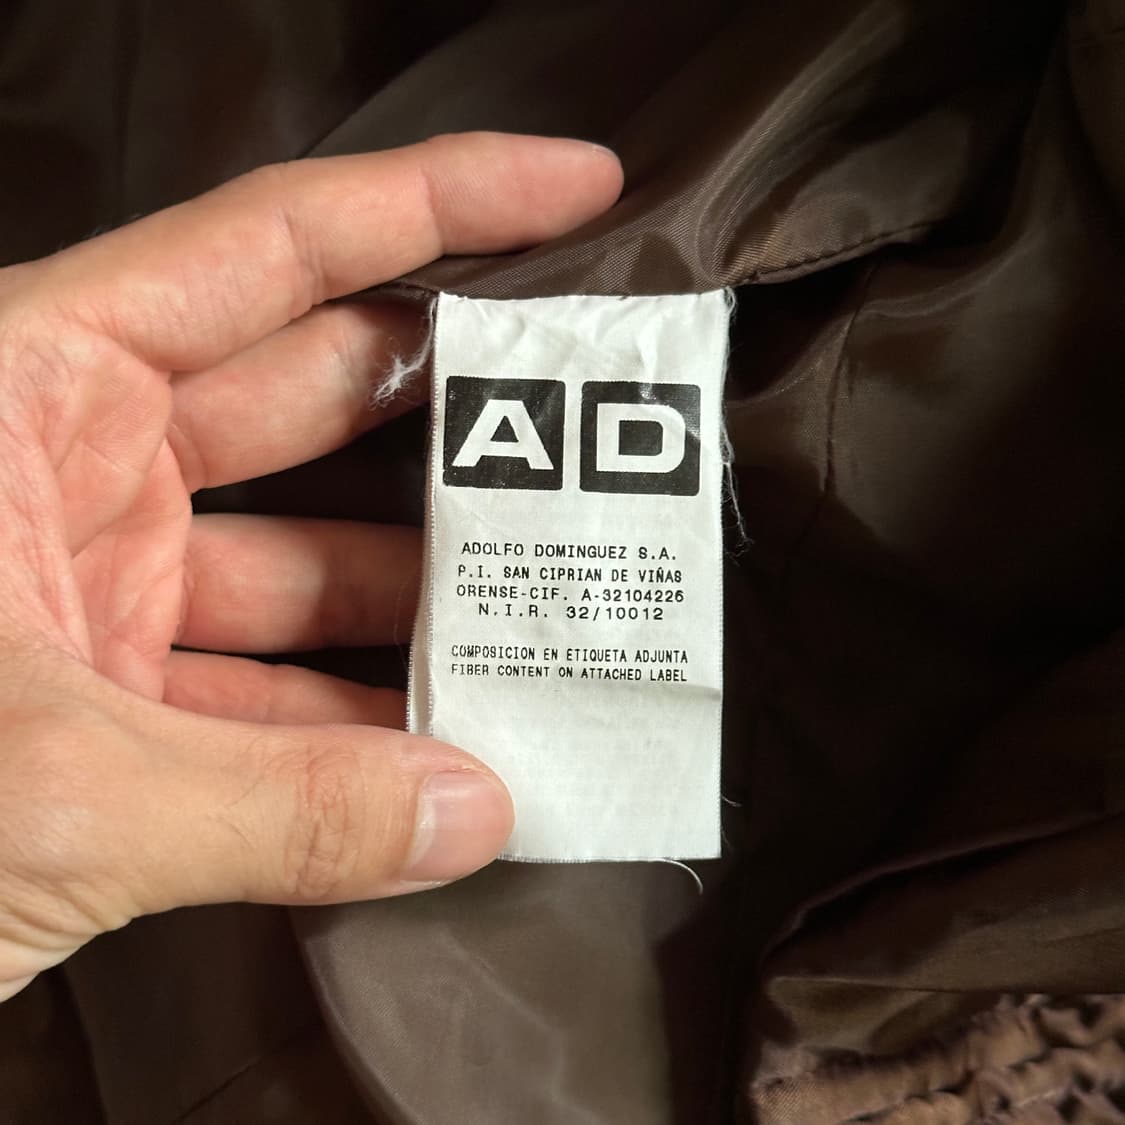 AD
ADOLFO DOMINGUEZ S.A.
P.I. SAN CIPRIAN DE VIÑAS
ORENSE-CIF. A-32104226
N.I.R. 32/10012
COMPOSICION EN ETIQUETA ADJUNTA
FIBER CONTENT ON ATTACHED LABEL